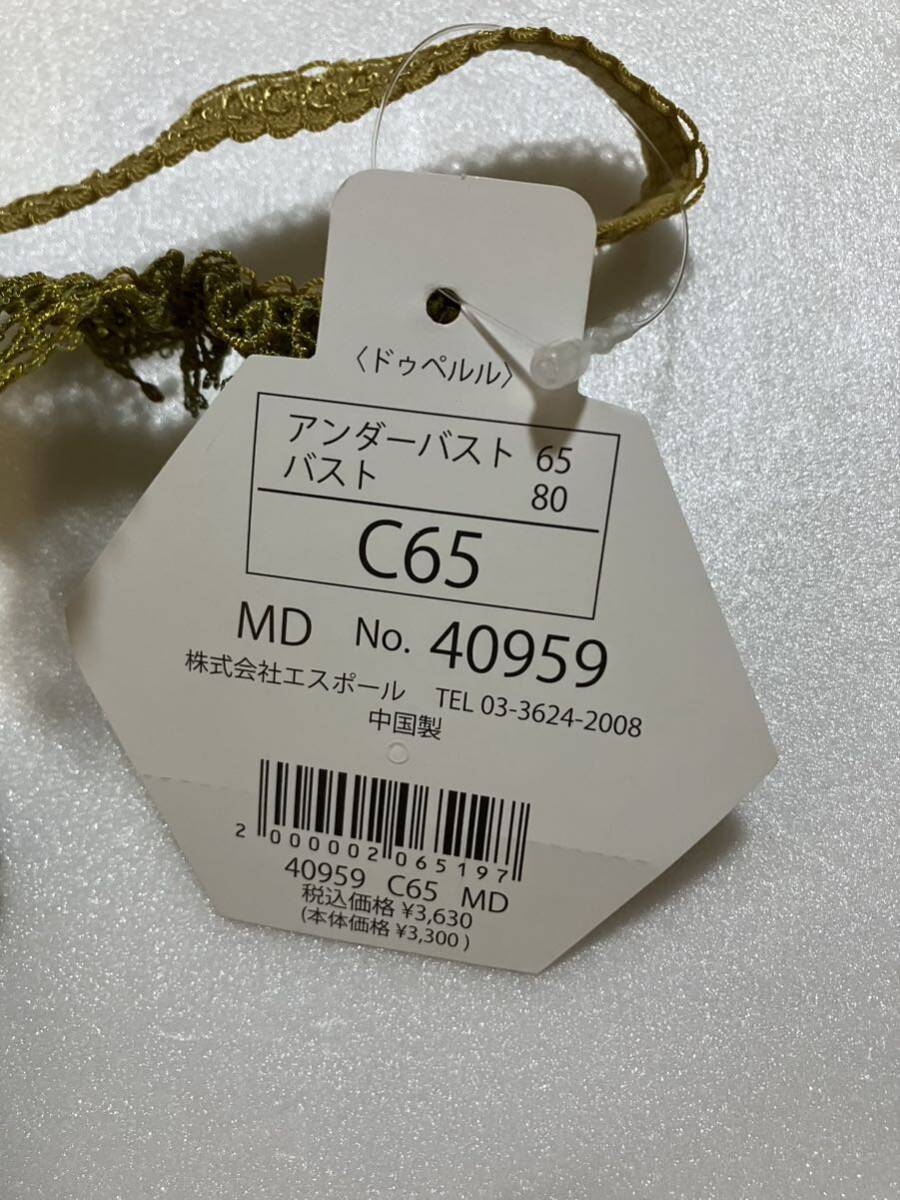 〈ドゥペルル〉
アンダーバスト 65
バスト 80
C65
MD No. 40959
株式会社エスポール TEL 03-3624-2008
中国製
2 000002 065197
40959 C65 MD
税込価格 ¥3,630
(本体価格 ¥3,300 )